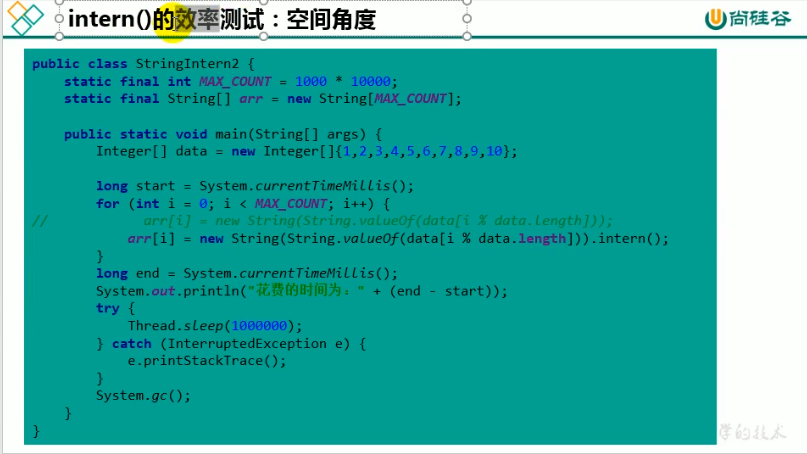 intern()的效率测试：空间角度
尚硅谷
public class StringIntern2 {
    static final int MAX_COUNT = 1000 * 10000;
    static final String[] arr = new String[MAX_COUNT];
    public static void main(String[] args) {
        Integer[] data = new Integer[]{1,2,3,4,5,6,7,8,9,10};
        long start = System.currentTimeMillis();
        for (int i = 0; i < MAX_COUNT; i++) {
//            arr[i] = new String(String.valueOf(data[i % data.length]));
            arr[i] = new String(String.valueOf(data[i % data.length])).intern();
        }
        long end = System.currentTimeMillis();
        System.out.println("花费的时间为：" + (end - start));
        try {
            Thread.sleep(1000000);
        } catch (InterruptedException e) {
            e.printStackTrace();
        }
        System.gc();
    }
}
学的技术